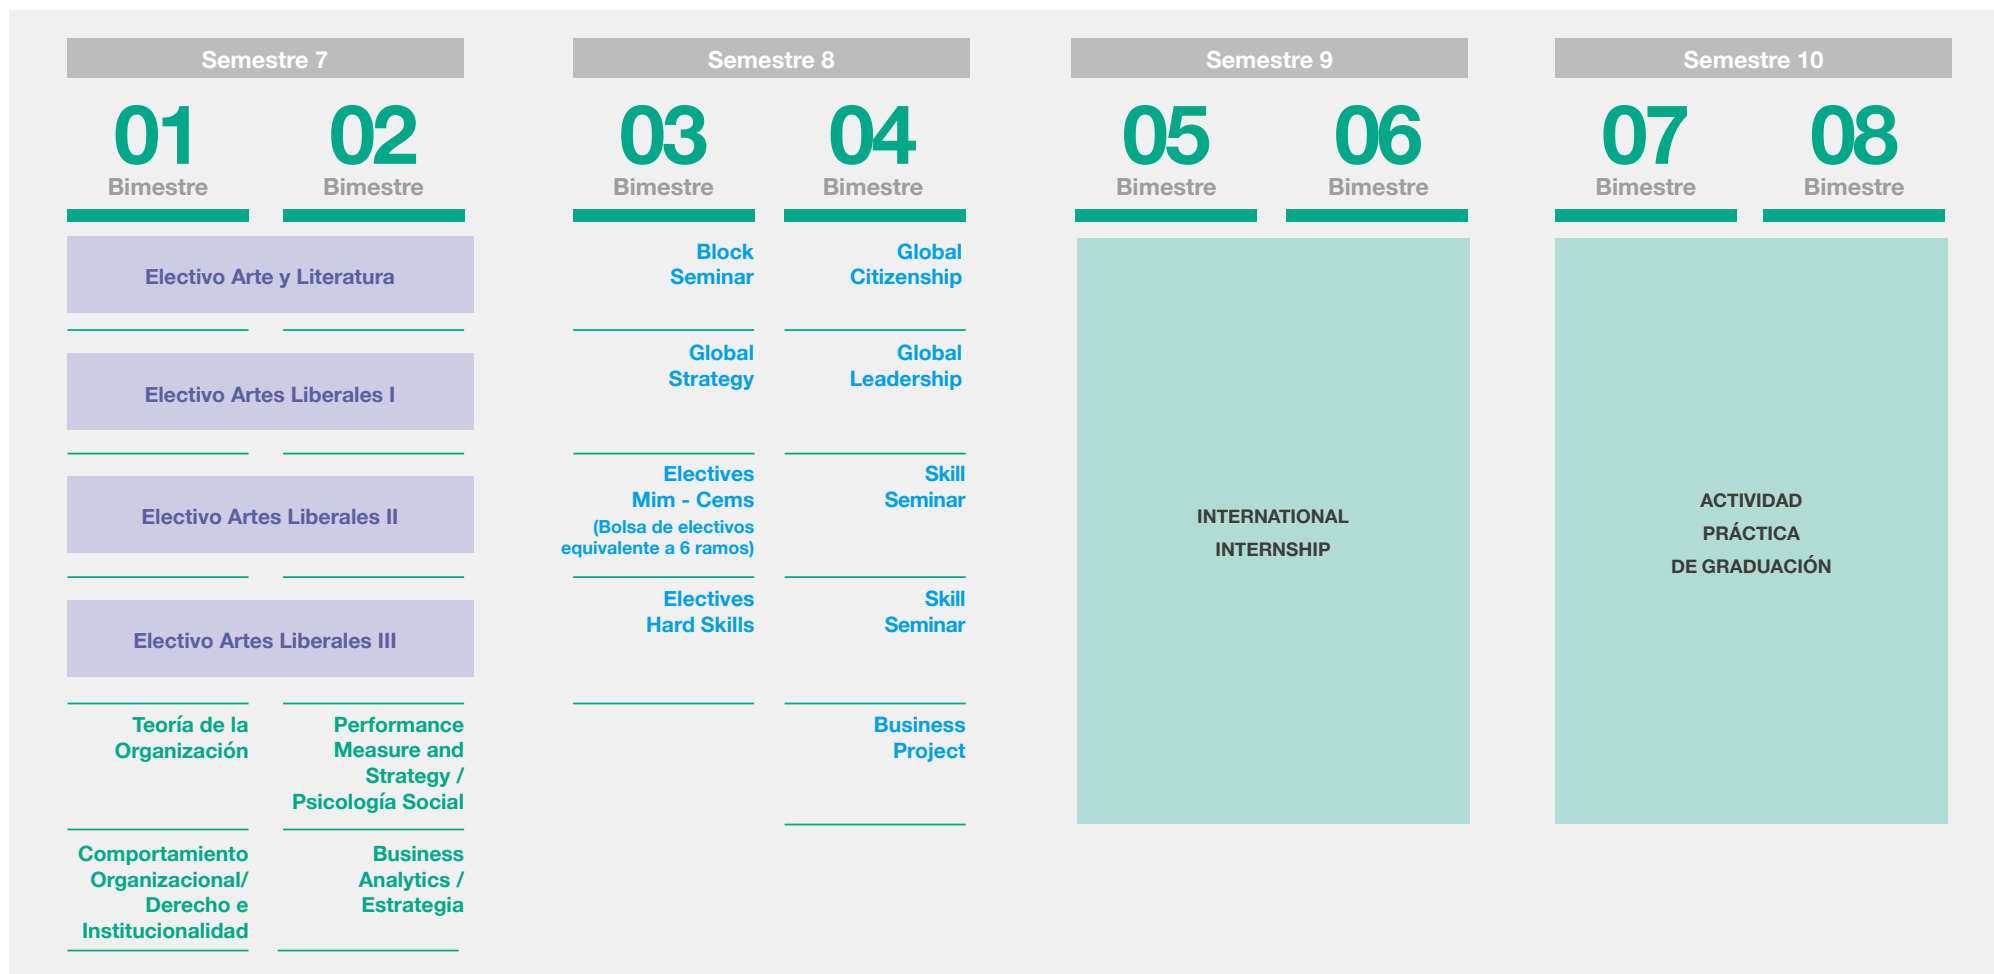 Semestre 7
01
Bimestre
02
Bimestre
Electivo Arte y Literatura
Electivo Artes Liberales I
Electivo Artes Liberales II
Electivo Artes Liberales III
Teoría de la
Organización
Comportamiento
Organizacional/
Derecho e
Institucionalidad
Performance
Measure and
Strategy /
Psicología Social
Business
Analytics /
Estrategia
Semestre 8
03
Bimestre
Block
Seminar
Global
Strategy
Electives
Mim - Cems
(Bolsa de electivos
equivalente a 6 ramos)
Electives
Hard Skills
04
Bimestre
Global
Citizenship
Global
Leadership
Skill
Seminar
Skill
Seminar
Business
Project
Semestre 9
05
Bimestre
06
Bimestre
INTERNATIONAL
INTERNSHIP
Semestre 10
07
Bimestre
08
Bimestre
ACTIVIDAD
PRÁCTICA
DE GRADUACIÓN